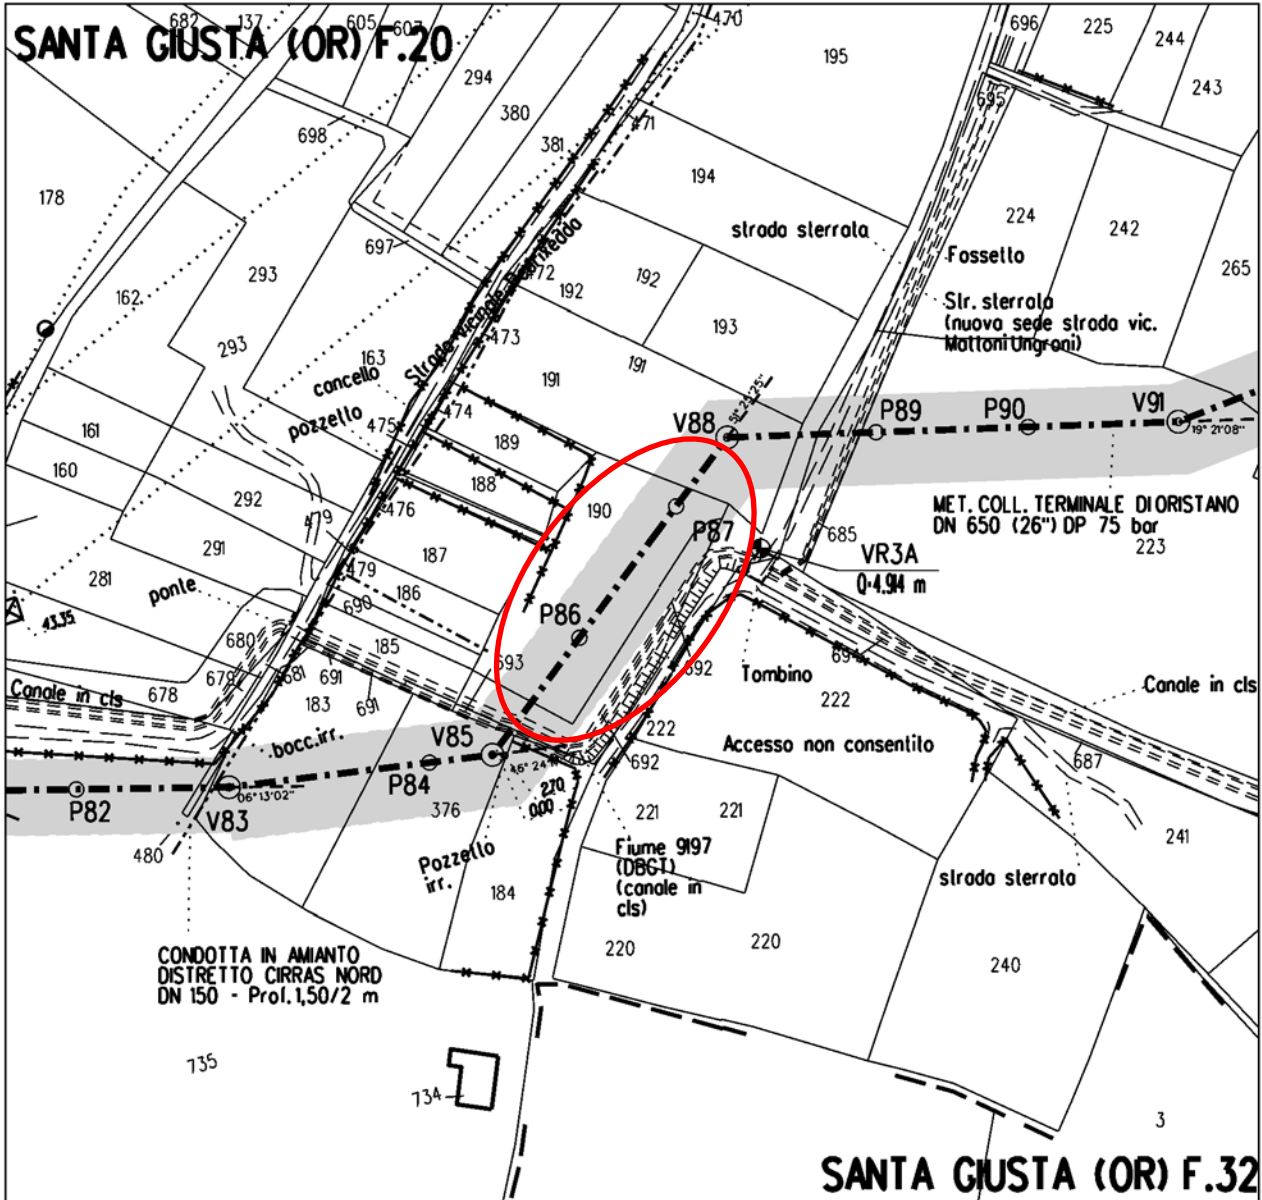 SANTA GIUSTA (OR) F.20
682
137
605
607
470
696
225
244
243
195
294
380
698
381
471
695
194
178
697
strada sterrata
224
242
Fossetto
265
293
472
192
192
162
Str. sterrata
(nuova sede strada vic.
Mattoni Ungroni)
193
293
163
473
191
191
cancello
pozzello
475
474
189
V88
P89
P90
V91
19° 21'08"
161
160
188
292
476
479
190
MET. COLL. TERMINALE DI ORISTANO
DN 650 (26") DP 75 bar
223
P87
685
VR3A
Q=4.914 m
291
187
281
479
186
ponte
690
43.35
P86
680
185
693
692
Tombino
69
679
681
691
Canale in cls
678
183
691
222
Canale in cls
222
bocc.irr.
V85
Accesso non consentito
692
687
P84
P82
06°13'02"
V83
270
0,00
376
221
221
241
480
Pozzello
irr.
Fiume 9197
(DBGT)
(canale in
cls)
184
strada sterrata
220
220
240
CONDOTTA IN AMIANTO
DISTRETTO CIRRAS NORD
DN 150 - Prof.1,50/2 m
735
734
3
SANTA GIUSTA (OR) F.32